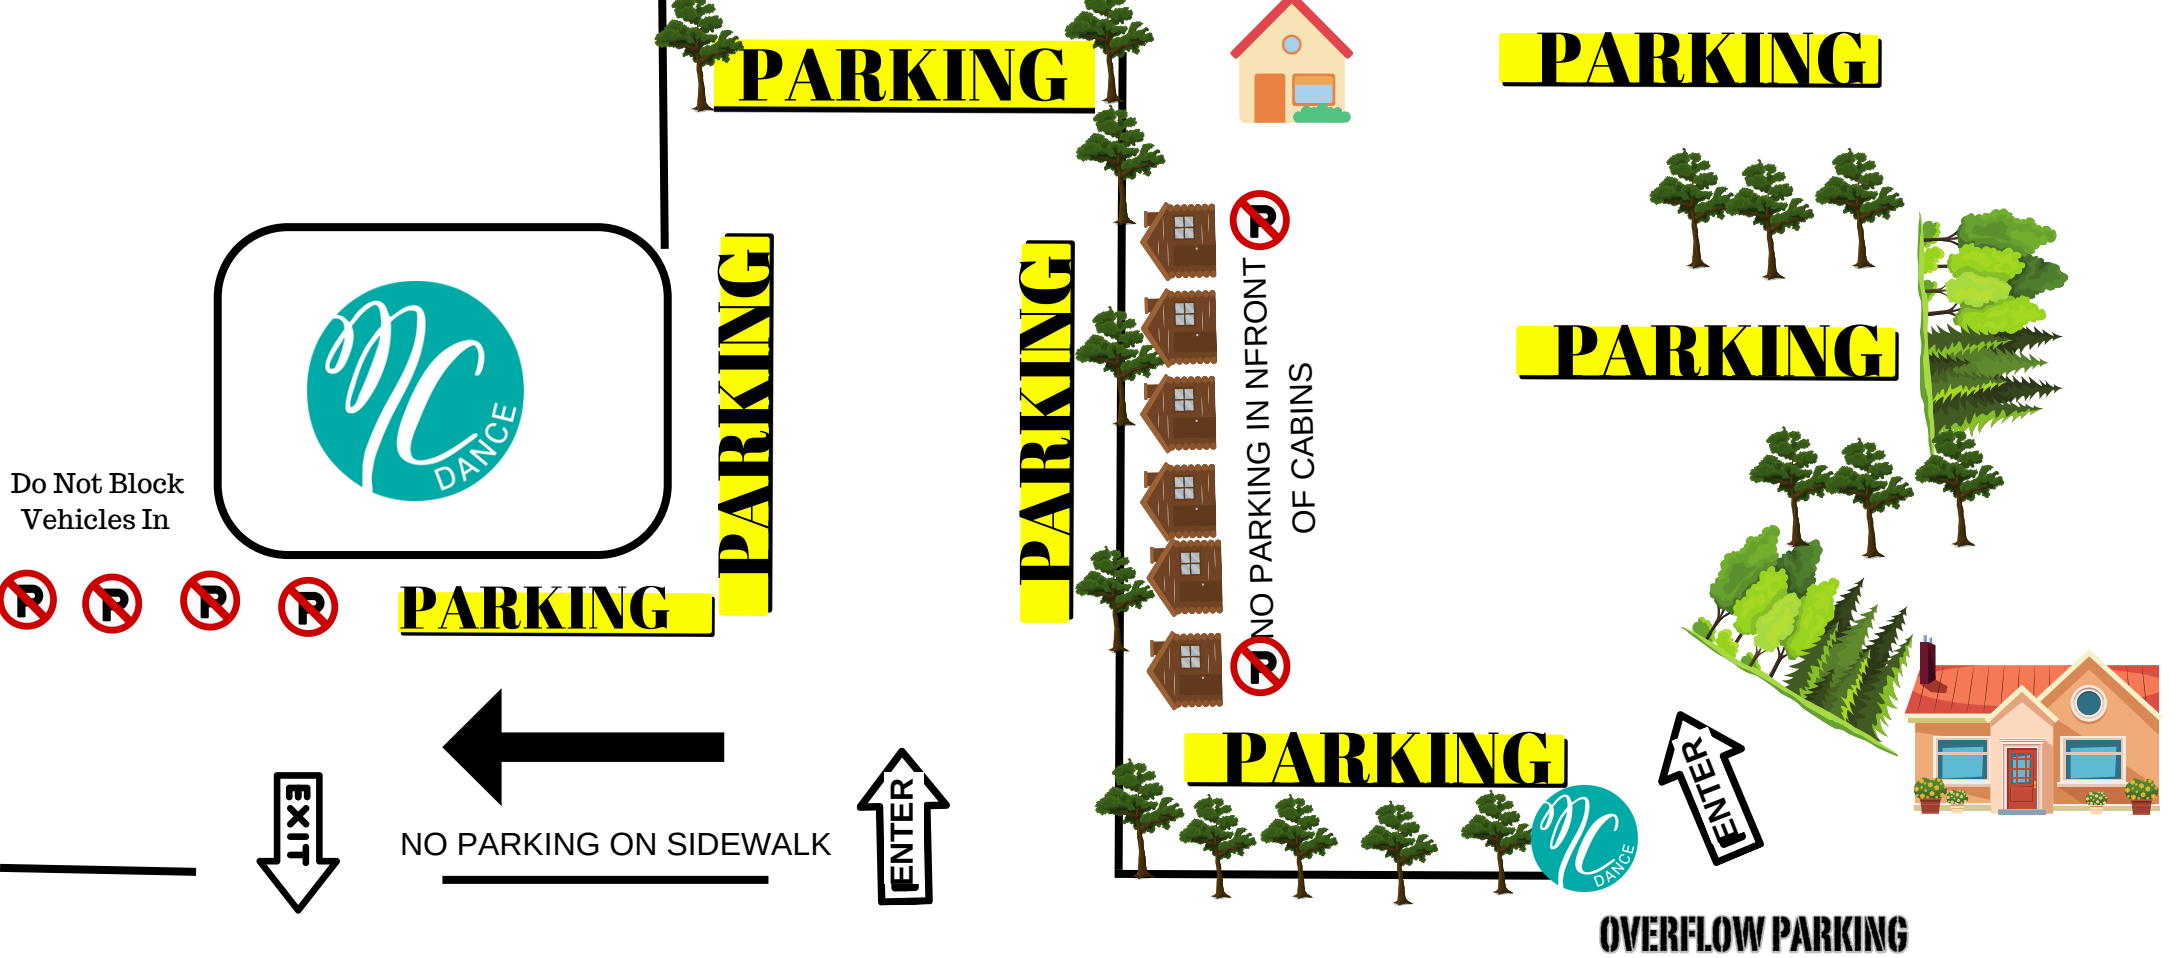 PARKING
PARKING
PARKING
PARKING
PARKING
NO PARKING IN NFRONT
OF CABINS
MC
DANCE
Do Not Block
Vehicles In
P
P
P
P
P
P
PARKING
PARKING
EXIT
NO PARKING ON SIDEWALK
ENTER
MC
DANCE
ENTER
OVERFLOW PARKING